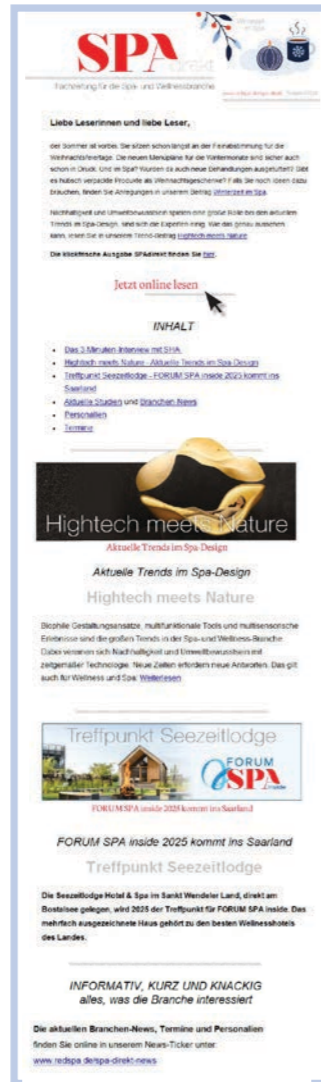 SPA direkt
Fachzeitung für die Spa- und Wellnessbranche
Liebe Leserinnen und liebe Leser,
der Sommer ist vorbei. Sie sitzen schon längst an der Feinabstimmung für die
Weihnachtsfeiertage. Die neuen Menüpläne für die Wintermonate sind sicher auch
schon in Druck. Und im Spa? Wurden da auch neue Behandlungen ausgetüftelt? Gibt
es hübsch verpackte Produkte als Weihnachtsgeschenke? Falls Sie noch Ideen dazu
brauchen, finden Sie Anregungen in unserem Beitrag Winterzeit im Spa.
Nachhaltigkeit und Umweltbewusstsein spielen eine große Rolle bei den aktuellen
Trends im Spa-Design, sind sich die Experten einig. Wie das genau aussehen
kann, lesen Sie in unserem Trend-Beitrag Hightech meets Nature.
Die klickfrische Ausgabe SPAdirekt finden Sie hier.
Jetzt online lesen
INHALT
• Das 3-Minuten-Interview mit SHA.
• Hightech meets Nature - Aktuelle Trends im Spa-Design
• Treffpunkt Seezeitlodge - FORUM SPA inside 2025 kommt ins
Saarland
• Aktuelle Studien und Branchen-News
• Personalien
• Termine
Hightech meets Nature
Aktuelle Trends im Spa-Design
Aktuelle Trends im Spa-Design
Hightech meets Nature
Biophile Gestaltungsansätze, multifunktionale Tools und multisensorische
Erlebnisse sind die großen Trends in der Spa- und Wellness-Branche.
Dabei vereinen sich Nachhaltigkeit und Umweltbewusstsein mit
zeitgemäßer Technologie. Neue Zeiten erfordern neue Antworten. Das gilt
auch für Wellness und Spa: Weiterlesen
Treffpunkt Seezeitlodge
FORUM
SPA
inside
FORUM SPA inside 2025 kommt ins Saarland
FORUM SPA inside 2025 kommt ins Saarland
Treffpunkt Seezeitlodge
Die Seezeitlodge Hotel & Spa im Sankt Wendeler Land, direkt am
Bostalsee gelegen, wird 2025 der Treffpunkt für FORUM SPA inside. Das
mehrfach ausgezeichnete Haus gehört zu den besten Wellnesshotels
des Landes.
INFORMATIV, KURZ UND KNACKIG
alles, was die Branche interessiert
Die aktuellen Branchen-News, Termine und Personalien
finden Sie online in unserem News-Ticker unter:
www.redspa.de/spa-direkt-news